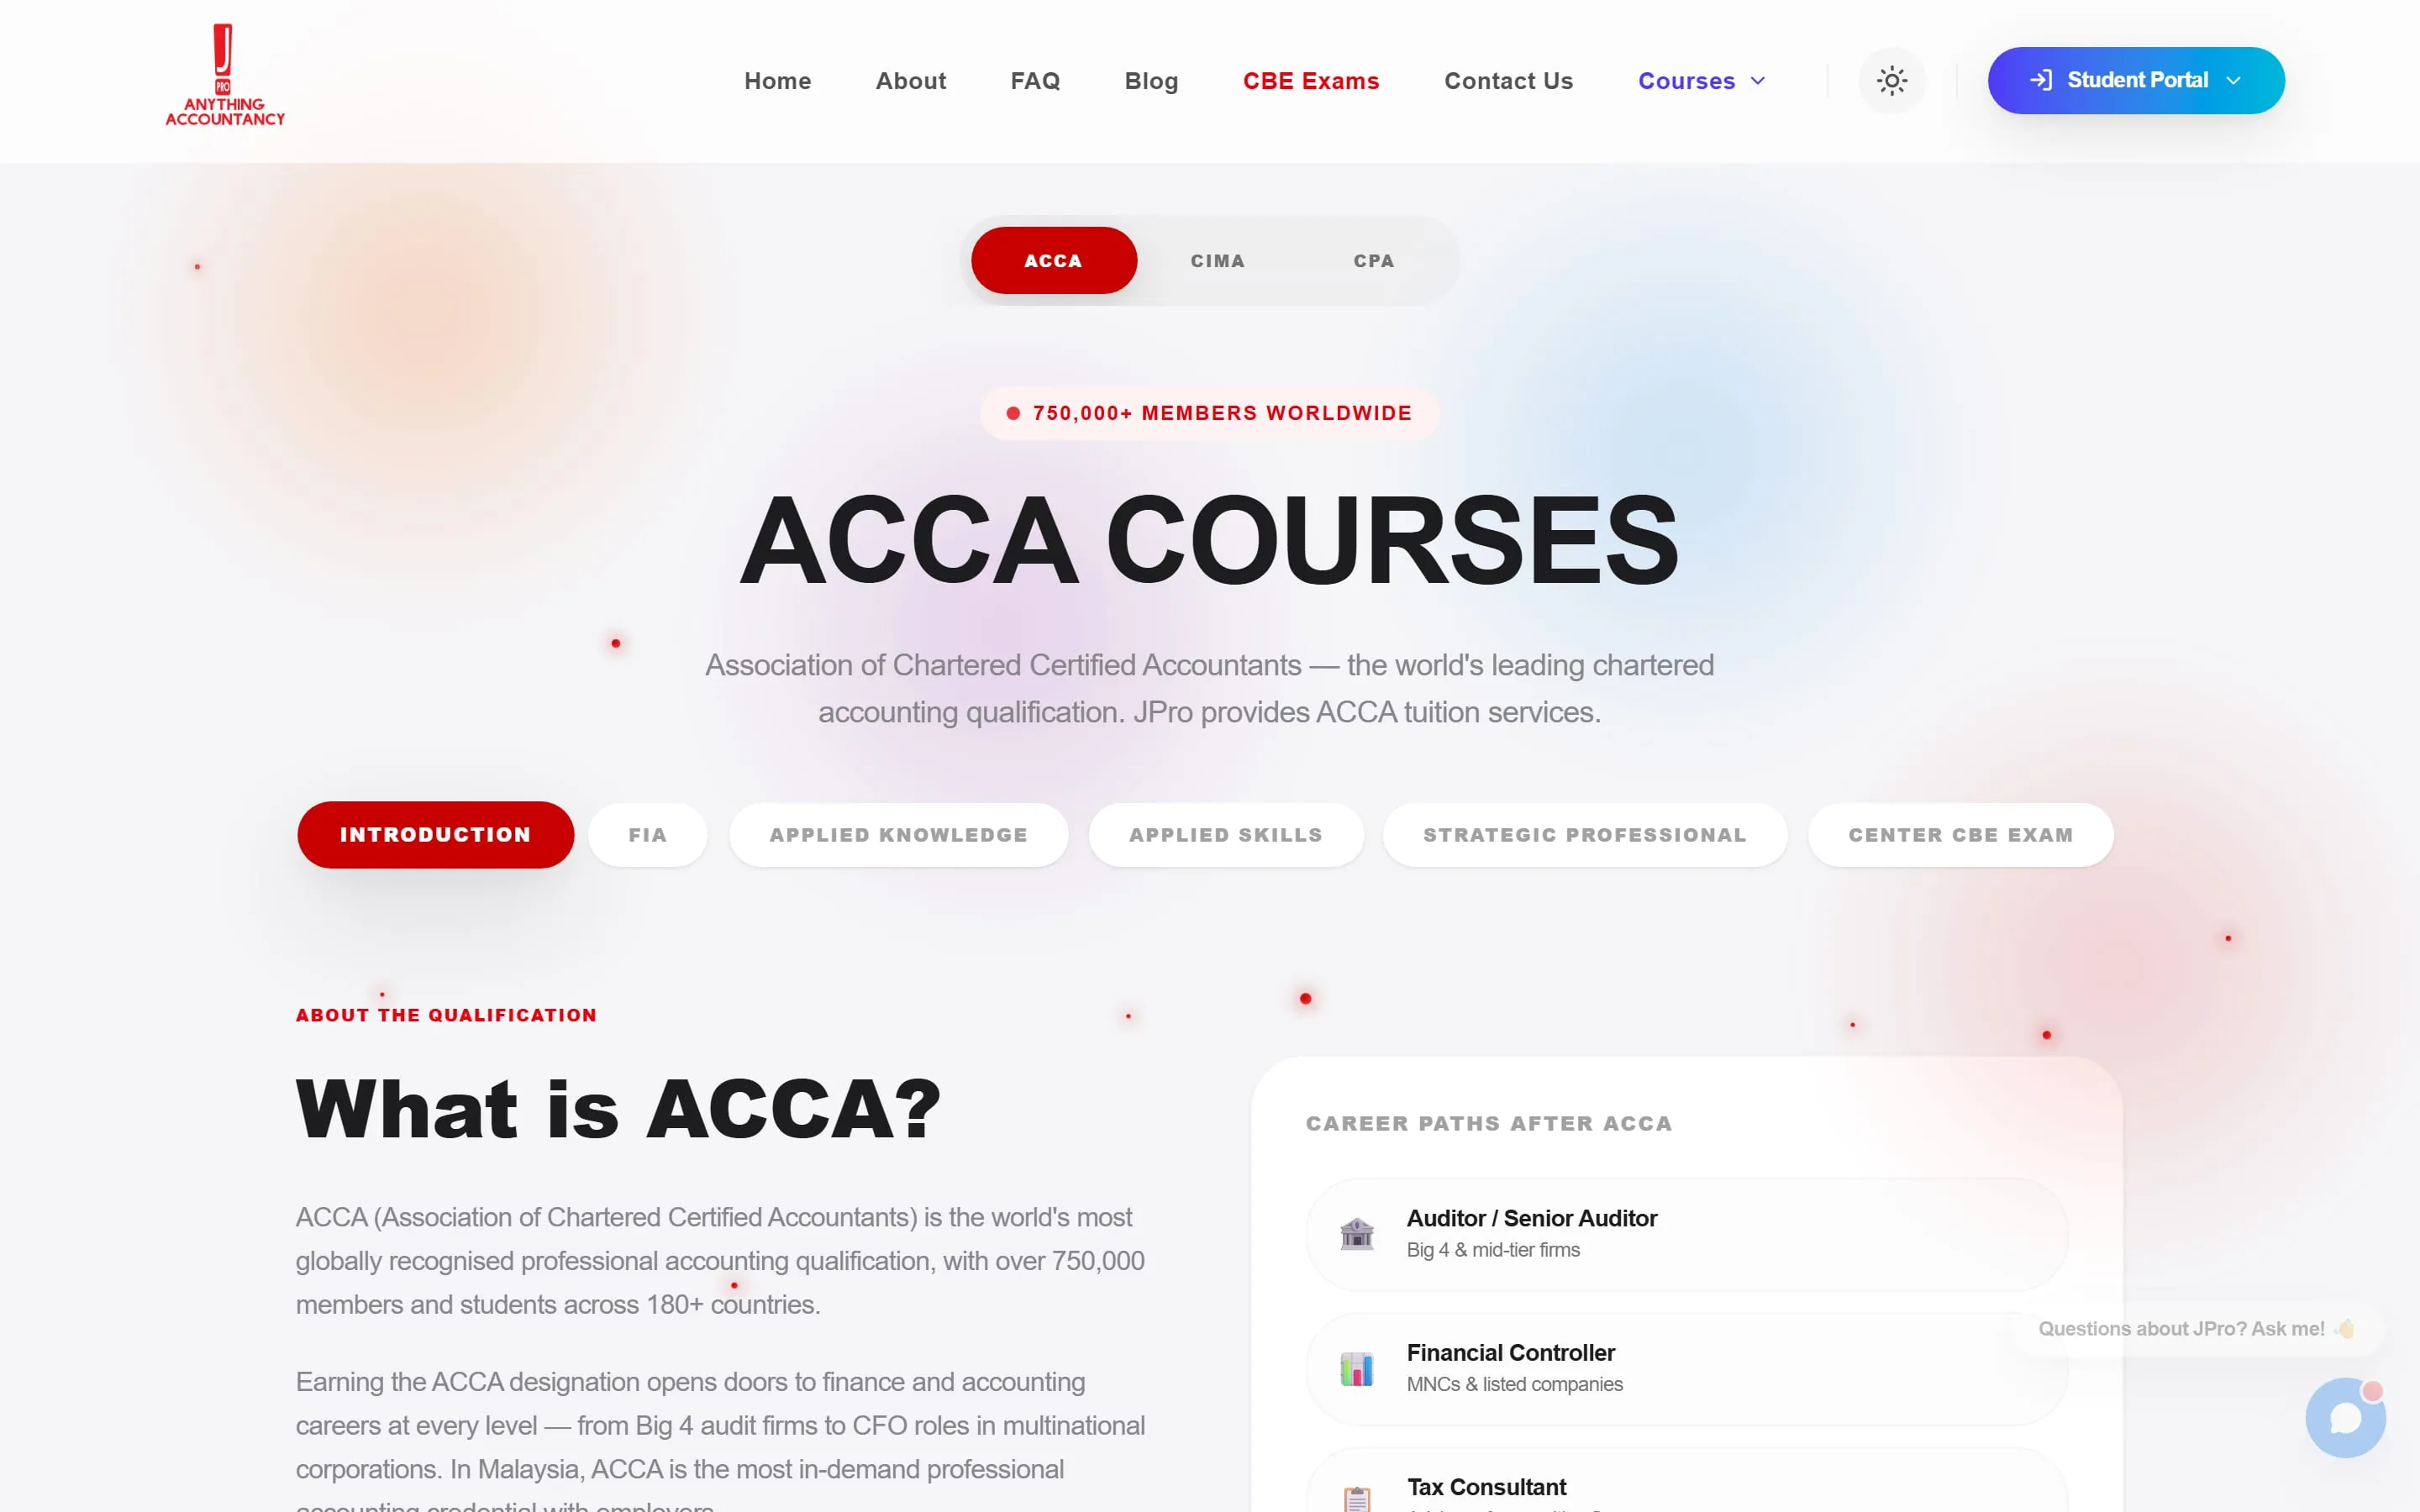 J
PRO
ANYTHING
ACCOUNTANCY
Home
About
FAQ
Blog
CBE Exams
Contact Us
Courses
Student Portal
ACCA
CIMA
CPA
750,000+ MEMBERS WORLDWIDE
ACCA COURSES
Association of Chartered Certified Accountants — the world's leading chartered
accounting qualification. JPro provides ACCA tuition services.
INTRODUCTION
FIA
APPLIED KNOWLEDGE
APPLIED SKILLS
STRATEGIC PROFESSIONAL
CENTER CBE EXAM
ABOUT THE QUALIFICATION
What is ACCA?
ACCA (Association of Chartered Certified Accountants) is the world's most
globally recognised professional accounting qualification, with over 750,000
members and students across 180+ countries.
Earning the ACCA designation opens doors to finance and accounting
careers at every level — from Big 4 audit firms to CFO roles in multinational
corporations. In Malaysia, ACCA is the most in-demand professional
accounting credential with employers.
CAREER PATHS AFTER ACCA
Auditor / Senior Auditor
Big 4 & mid-tier firms
Financial Controller
MNCs & listed companies
Tax Consultant
Questions about JPro? Ask me! 👋